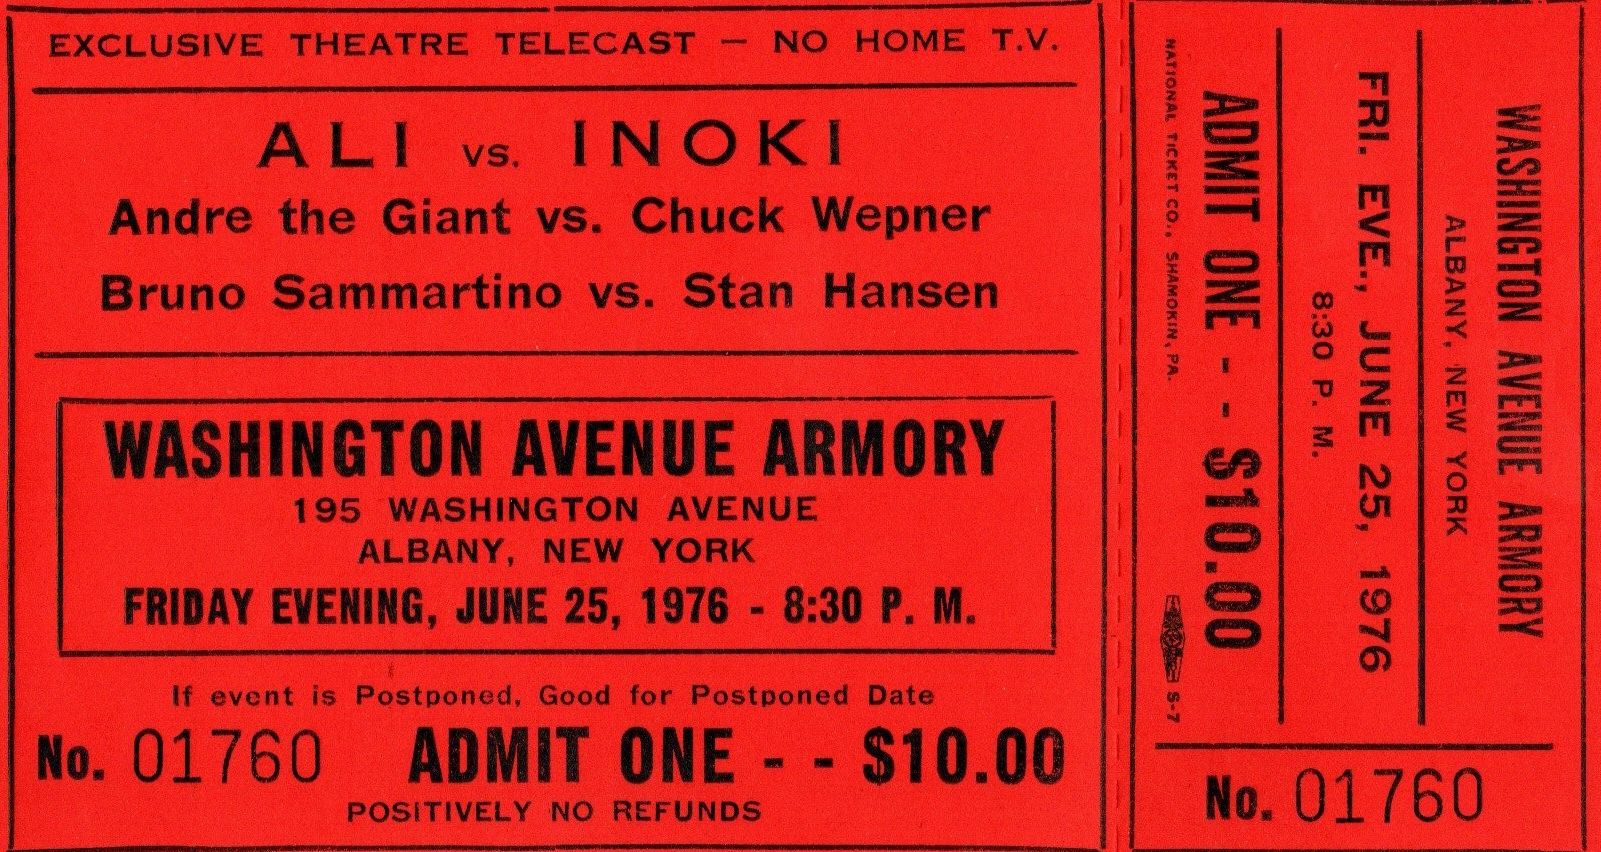 EXCLUSIVE THEATRE TELECAST — NO HOME T.V.
ALI vs. INOKI
Andre the Giant vs. Chuck Wepner
Bruno Sammartino vs. Stan Hansen
WASHINGTON AVENUE ARMORY
195 WASHINGTON AVENUE
ALBANY, NEW YORK
FRIDAY EVENING, JUNE 25, 1976 - 8:30 P. M.
If event is Postponed, Good for Postponed Date
No. 01760 ADMIT ONE - - $10.00
POSITIVELY NO REFUNDS
WASHINGTON AVENUE ARMORY
ALBANY, NEW YORK
FRI. EVE., JUNE 25, 1976
8:30 P. M.
ADMIT ONE - - $10.00
NATIONAL TICKET CO., SHAMOKIN, PA. S-7
No. 01760